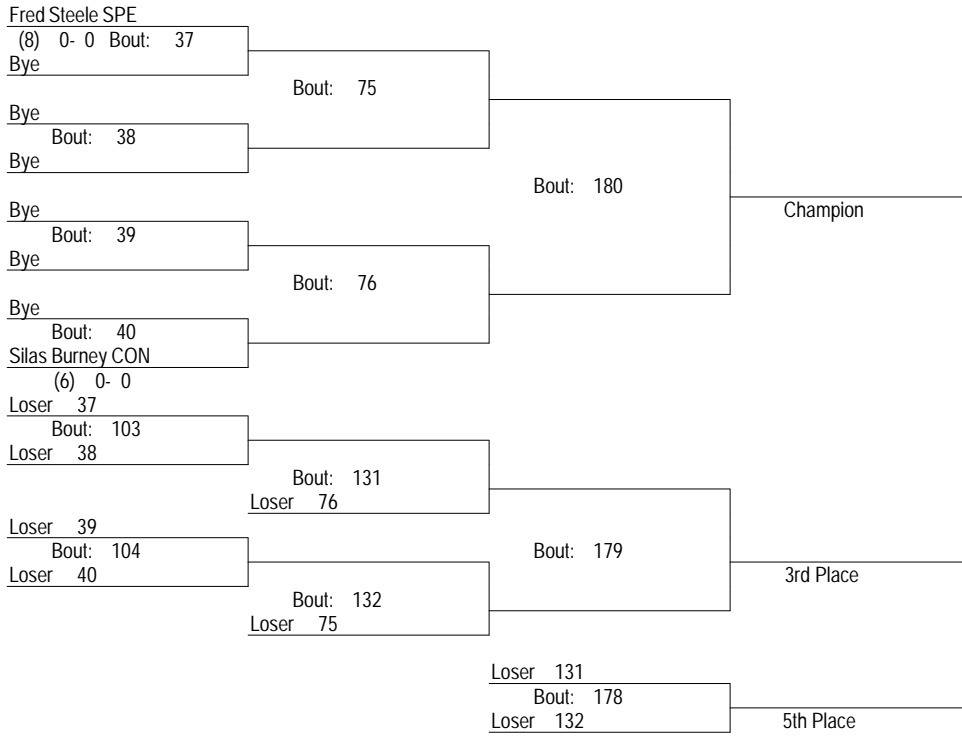 Fred Steele SPE
(8) 0- 0 Bout: 37
Bye
Bout: 75
Bye
Bout: 38
Bye
Bout: 180
Champion
Bye
Bout: 39
Bye
Bout: 76
Bye
Bout: 40
Silas Burney CON
(6) 0- 0
Loser 37
Bout: 103
Loser 38
Bout: 131
Loser 76
Loser 39
Bout: 104
Loser 40
Bout: 179
3rd Place
Bout: 132
Loser 75
Loser 131
Bout: 178
Loser 132
5th Place